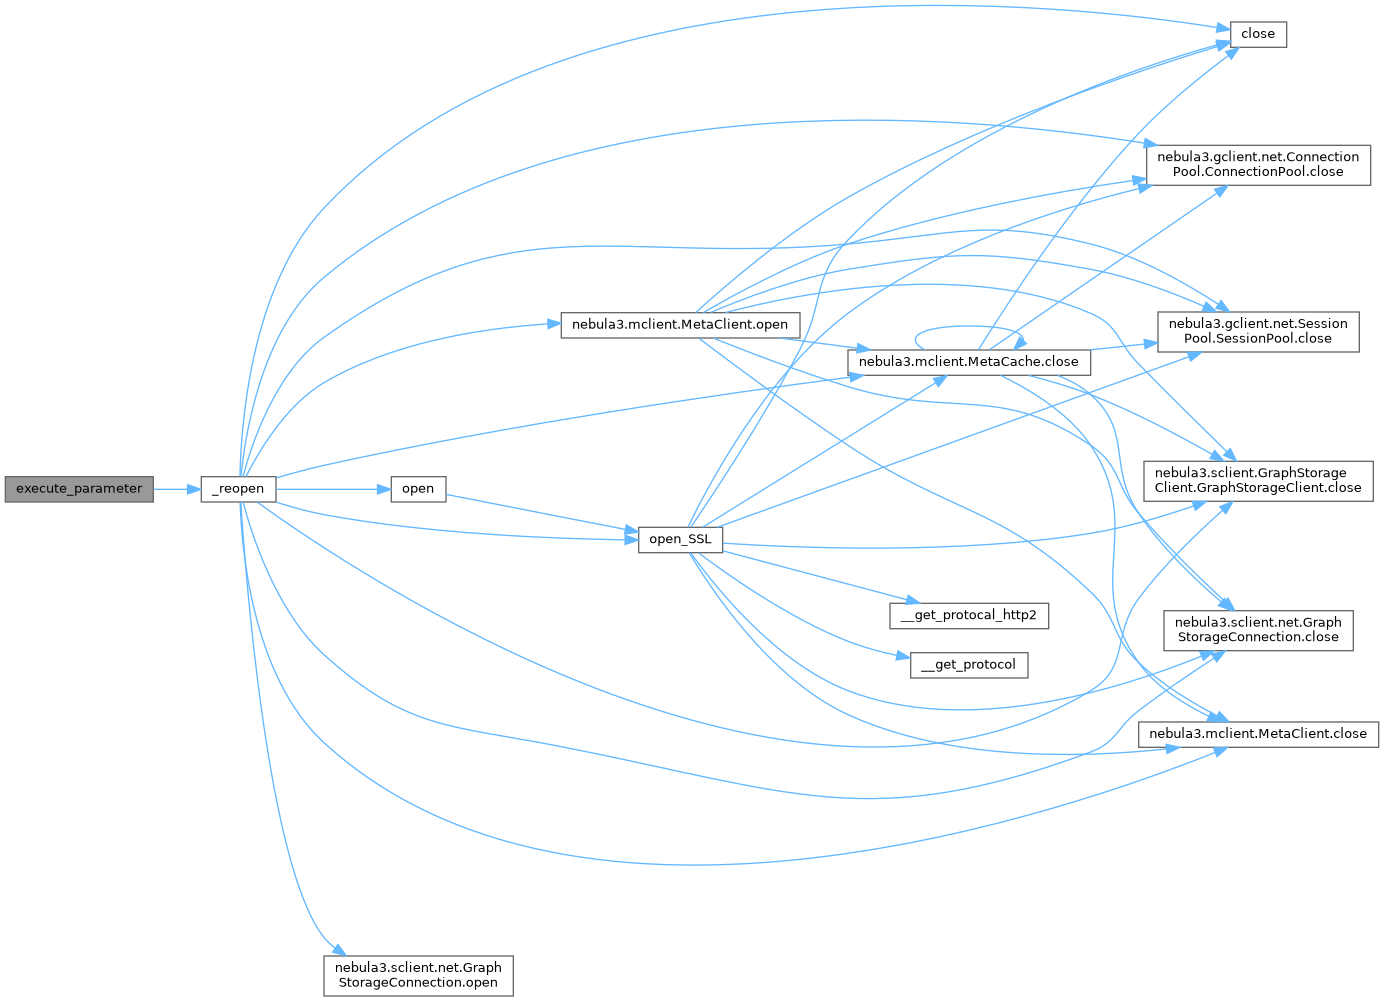 close
nebula3.gclient.net.Connection
Pool.ConnectionPool.close
nebula3.mclient.MetaClient.open
nebula3.gclient.net.Session
Pool.SessionPool.close
nebula3.mclient.MetaCache.close
execute_parameter
_reopen
open
nebula3.sclient.GraphStorage
Client.GraphStorageClient.close
open_SSL
__get_protocal_http2
nebula3.sclient.net.Graph
StorageConnection.close
__get_protocol
nebula3.mclient.MetaClient.close
nebula3.sclient.net.Graph
StorageConnection.open